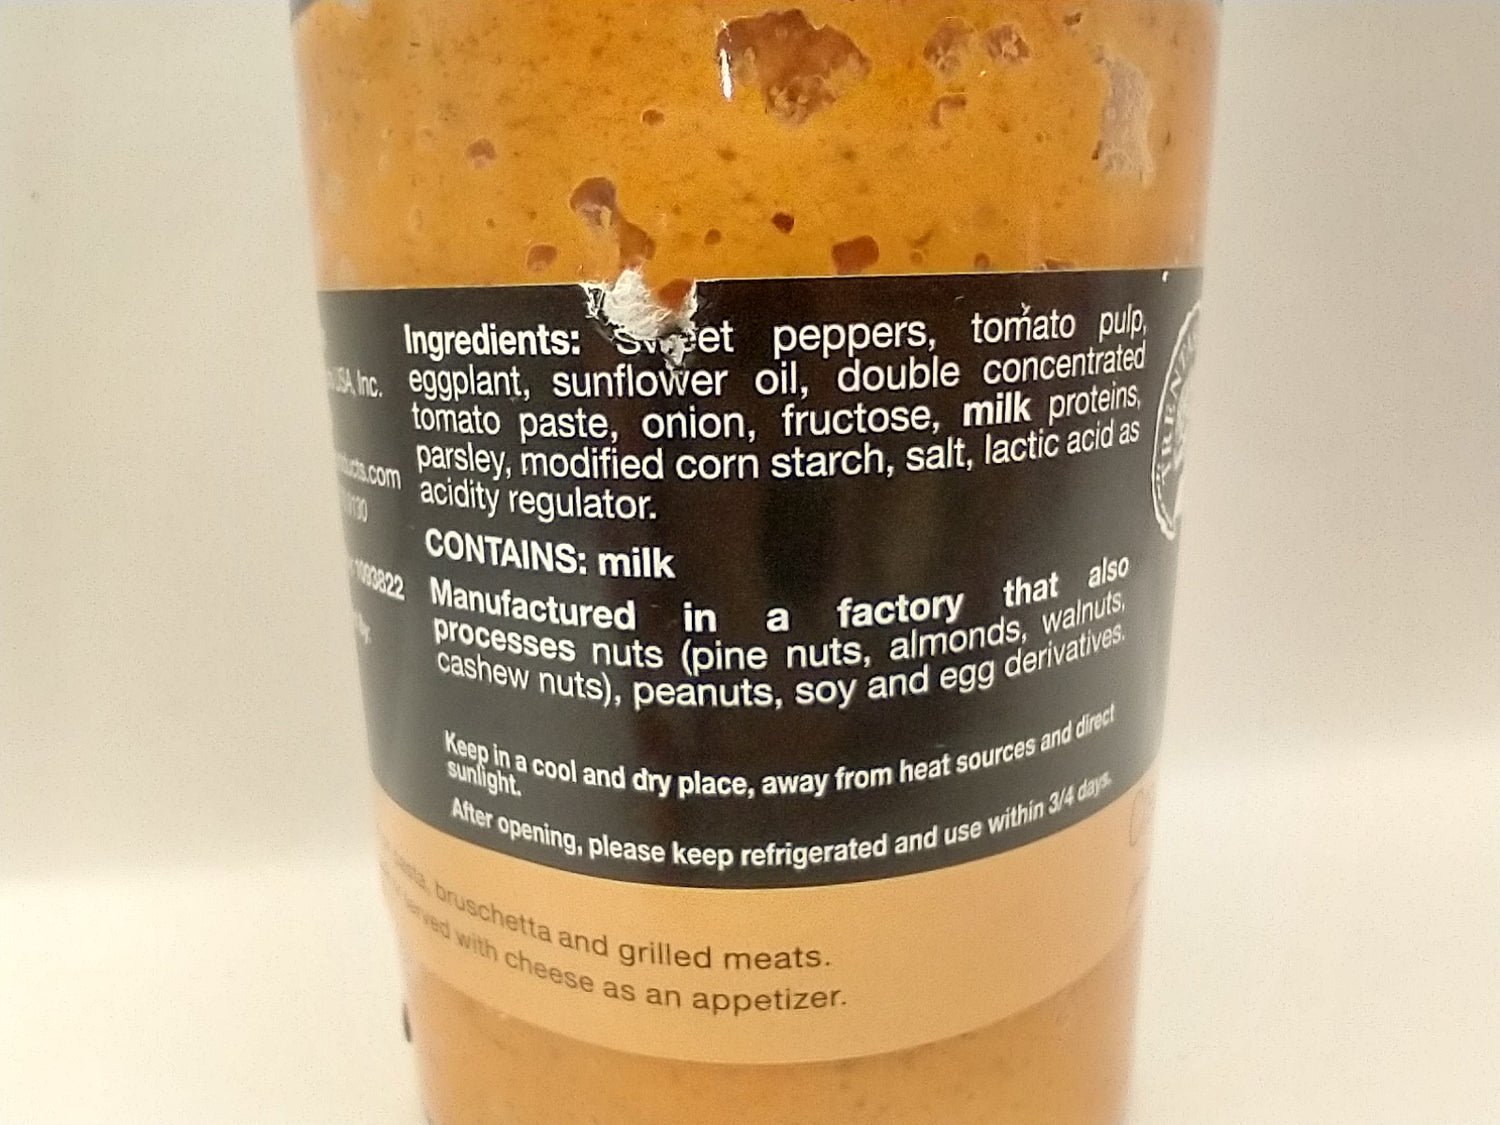 Ingredients: Sweet peppers, tomato pulp,
eggplant, sunflower oil, double concentrated
tomato paste, onion, fructose, milk proteins,
parsley, modified corn starch, salt, lactic acid as
acidity regulator.
CONTAINS: milk
Manufactured in a factory that also
processes nuts (pine nuts, almonds, walnuts,
cashew nuts), peanuts, soy and egg derivatives.
Keep in a cool and dry place, away from heat sources and direct
sunlight.
After opening, please keep refrigerated and use within 3/4 days.
USA, Inc.
1093822
bruschetta and grilled meats.
with cheese as an appetizer.